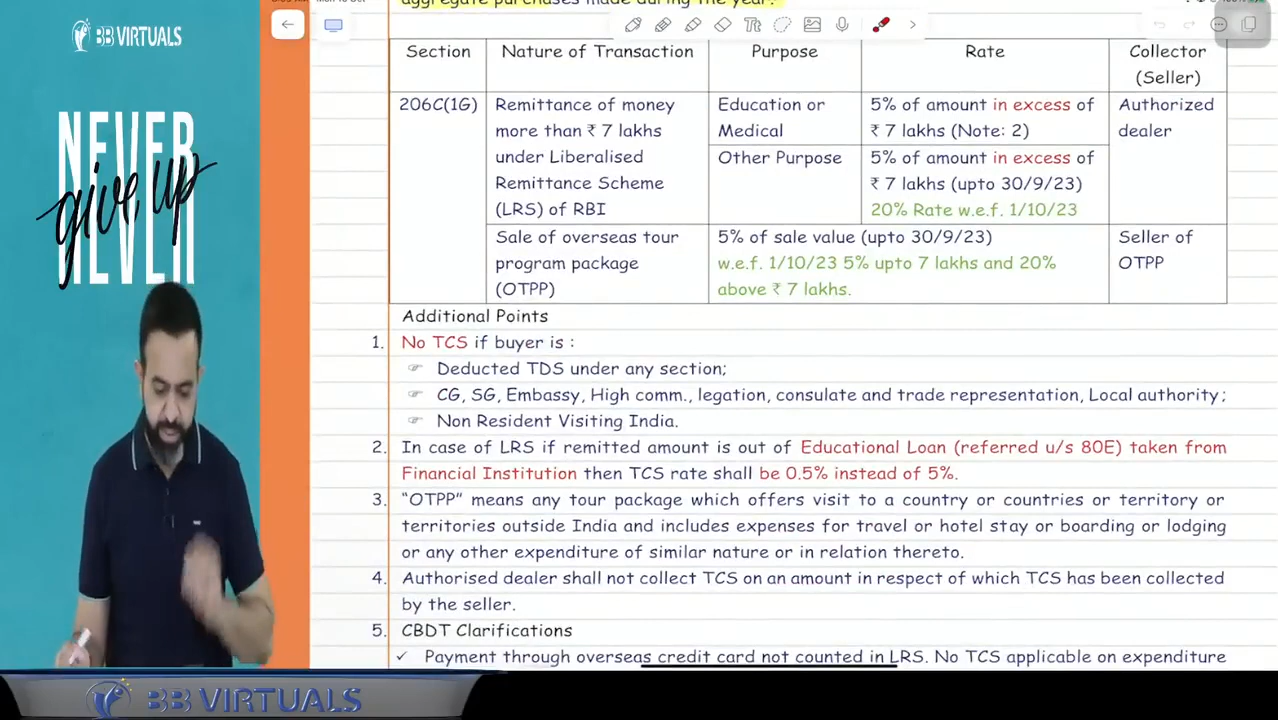 aggregate purchases made during the year.
BB VIRTUALS
NEVER
give up
NEVER
Section
Nature of Transaction
Purpose
Rate
Collector
(Seller)
206C(1G)
Remittance of money
more than ₹ 7 lakhs
under Liberalised
Remittance Scheme
(LRS) of RBI
Education or
Medical
5% of amount in excess of
₹ 7 lakhs (Note: 2)
Authorized
dealer
Other Purpose
5% of amount in excess of
₹ 7 lakhs (upto 30/9/23)
20% Rate w.e.f. 1/10/23
Sale of overseas tour
program package
(OTPP)
5% of sale value (upto 30/9/23)
w.e.f. 1/10/23 5% upto 7 lakhs and 20%
above ₹ 7 lakhs.
Seller of
OTPP
Additional Points
1. No TCS if buyer is :
☞ Deducted TDS under any section;
☞ CG, SG, Embassy, High comm., legation, consulate and trade representation, Local authority;
☞ Non Resident Visiting India.
2. In case of LRS if remitted amount is out of Educational Loan (referred u/s 80E) taken from
Financial Institution then TCS rate shall be 0.5% instead of 5%.
3. “OTPP” means any tour package which offers visit to a country or countries or territory or
territories outside India and includes expenses for travel or hotel stay or boarding or lodging
or any other expenditure of similar nature or in relation thereto.
4. Authorised dealer shall not collect TCS on an amount in respect of which TCS has been collected
by the seller.
5. CBDT Clarifications
✓ Payment through overseas credit card not counted in LRS. No TCS applicable on expenditure
BB VIRTUALS